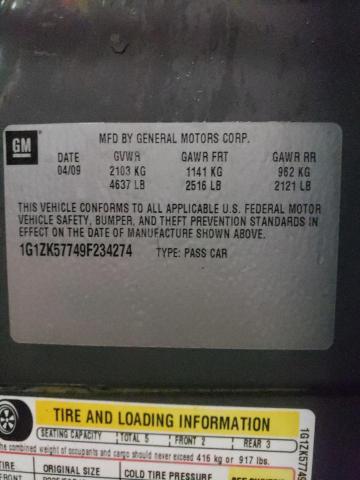 GM
MFD BY GENERAL MOTORS CORP.
DATE GVWR GAWR FRT GAWR RR
04/09 2103 KG 1141 KG 962 KG
4637 LB 2516 LB 2121 LB
THIS VEHICLE CONFORMS TO ALL APPLICABLE U.S. FEDERAL MOTOR
VEHICLE SAFETY, BUMPER, AND THEFT PREVENTION STANDARDS IN
EFFECT ON THE DATE OF MANUFACTURE SHOWN ABOVE.
1G1ZK57749F234274 TYPE: PASS CAR
TIRE AND LOADING INFORMATION
SEATING CAPACITY TOTAL 5 FRONT 2 REAR 3
The combined weight of occupants and cargo should never exceeded 416 kg or 917 lbs.
TIRE ORIGINAL SIZE COLD TIRE PRESSURE
1G1ZK5774